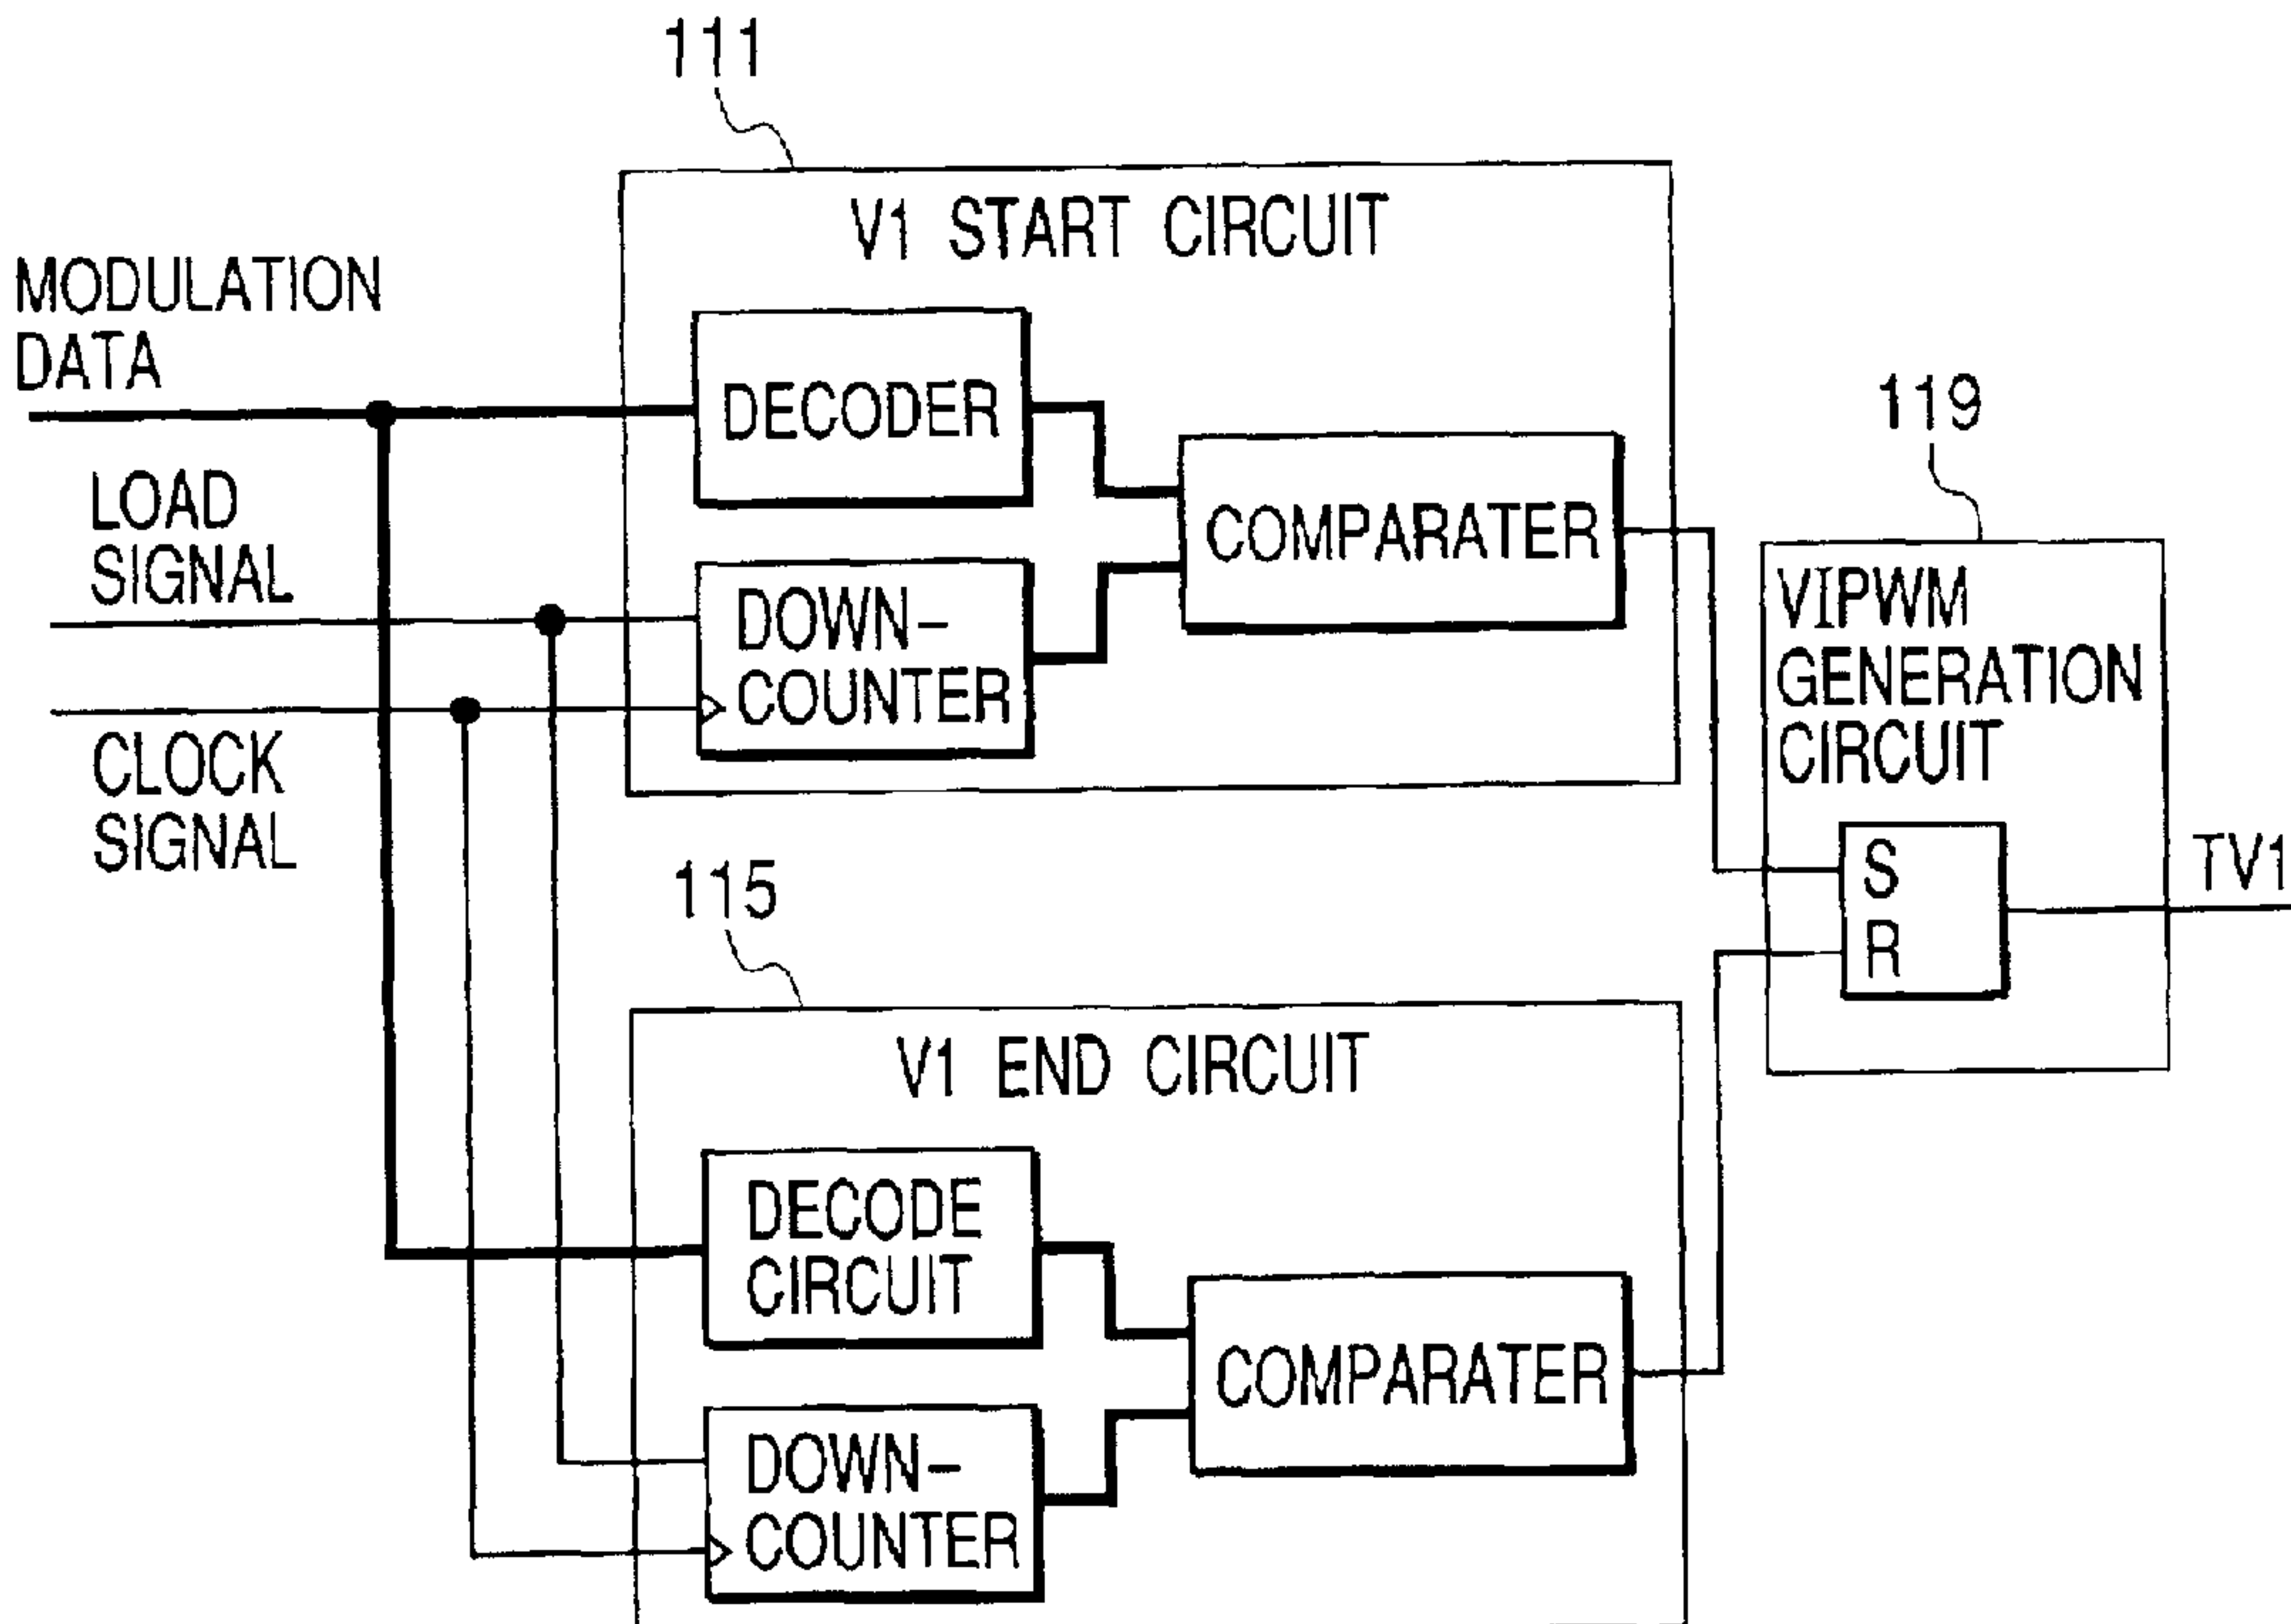 111
V1 START CIRCUIT
MODULATION
DATA
DECODER
LOAD
SIGNAL
COMPARATER
DOWN-
COUNTER
CLOCK
SIGNAL
119
VIPWM
GENERATION
CIRCUIT
S
R
TV1
115
V1 END CIRCUIT
DECODE
CIRCUIT
COMPARATER
DOWN-
COUNTER